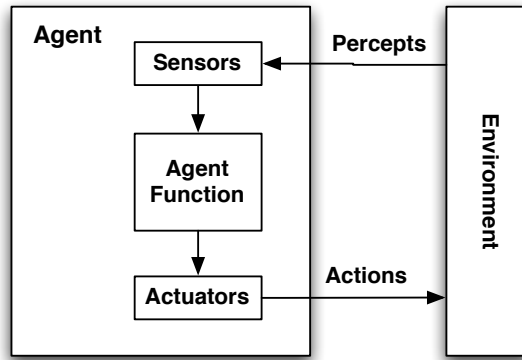 Agent
Percepts
Sensors
Agent
Function
Environment
Actuators
Actions